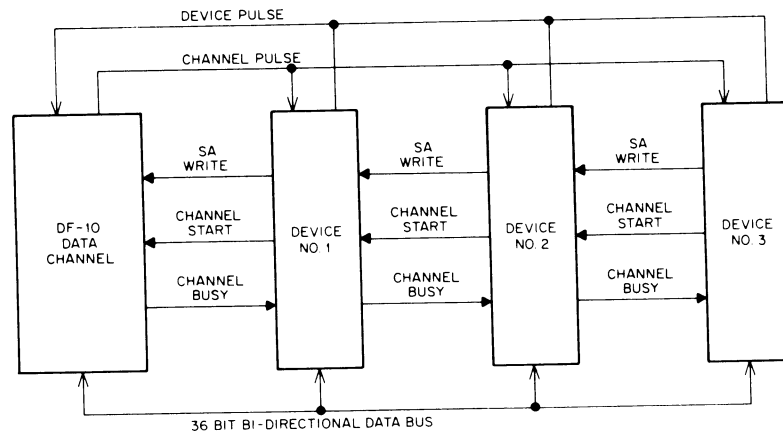 DEVICE PULSE
CHANNEL PULSE
SA
WRITE
SA
WRITE
SA
WRITE
DF-10
DATA
CHANNEL
CHANNEL
START
DEVICE
NO. 1
CHANNEL
START
DEVICE
NO. 2
CHANNEL
START
DEVICE
NO. 3
CHANNEL
BUSY
CHANNEL
BUSY
CHANNEL
BUSY
36 BIT BI-DIRECTIONAL DATA BUS